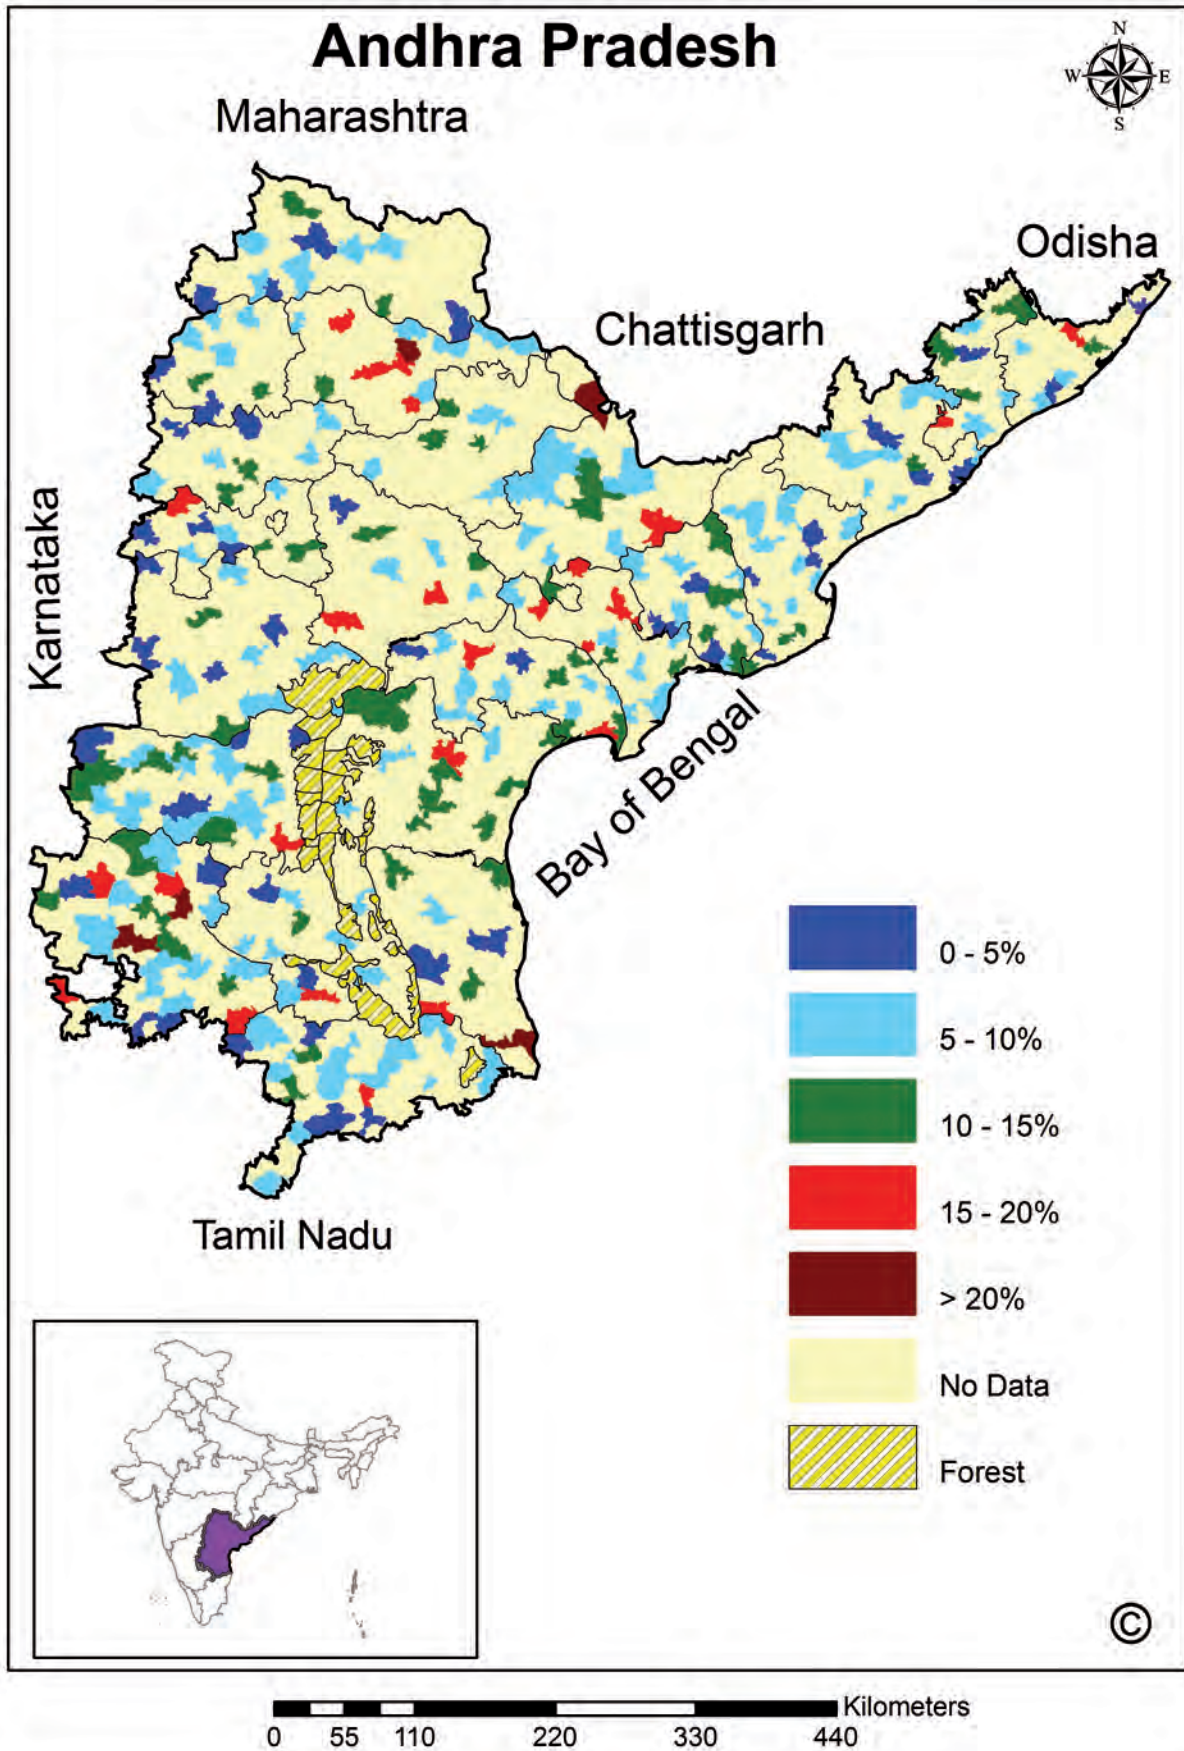 Andhra Pradesh
N
W
E
S
Maharashtra
Odisha
Chattisgarh
Karnataka
Bay of Bengal
0 - 5%
5 - 10%
10 - 15%
15 - 20%
> 20%
No Data
Forest
Tamil Nadu
©
Kilometers
0 55 110 220 330 440